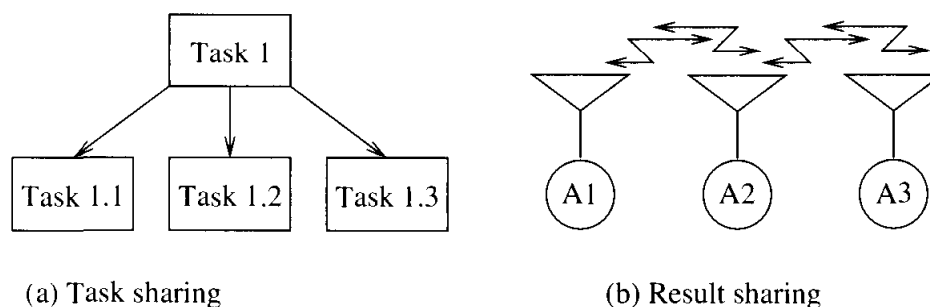 Task 1
Task 1.1
Task 1.2
Task 1.3
(a) Task sharing
A1
A2
A3
(b) Result sharing